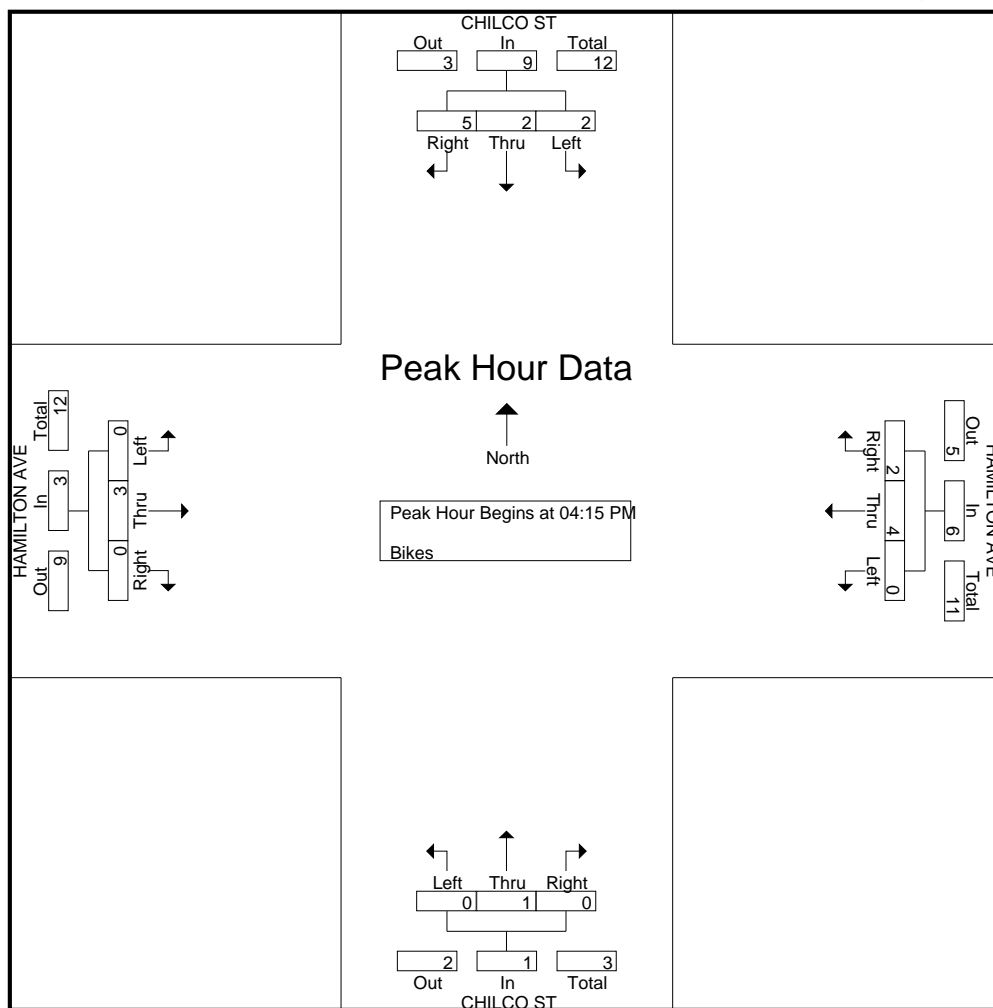 CHILCO ST
Out In Total
3 9 12
5 2 2
Right Thru Left
Peak Hour Data
North
Peak Hour Begins at 04:15 PM
Bikes
HAMILTON AVE
Out In Total
9 3 12
0 3 0
Right Thru Left
HAMILTON AVE
Out In Total
5 6 11
2 4 0
Right Thru Left
Left Thru Right
0 1 0
2 1 3
Out In Total
CHILCO ST